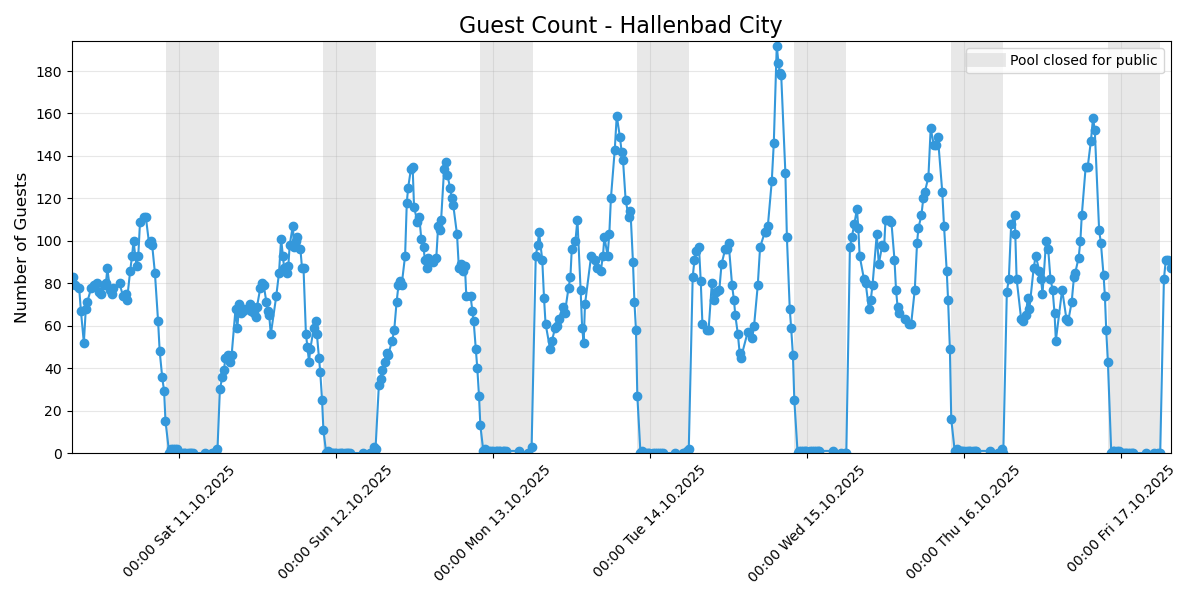 Guest Count - Hallenbad City
Pool closed for public
Number of Guests
180
160
140
120
100
80
60
40
20
0
00:00 Sat 11.10.2025
00:00 Sun 12.10.2025
00:00 Mon 13.10.2025
00:00 Tue 14.10.2025
00:00 Wed 15.10.2025
00:00 Thu 16.10.2025
00:00 Fri 17.10.2025